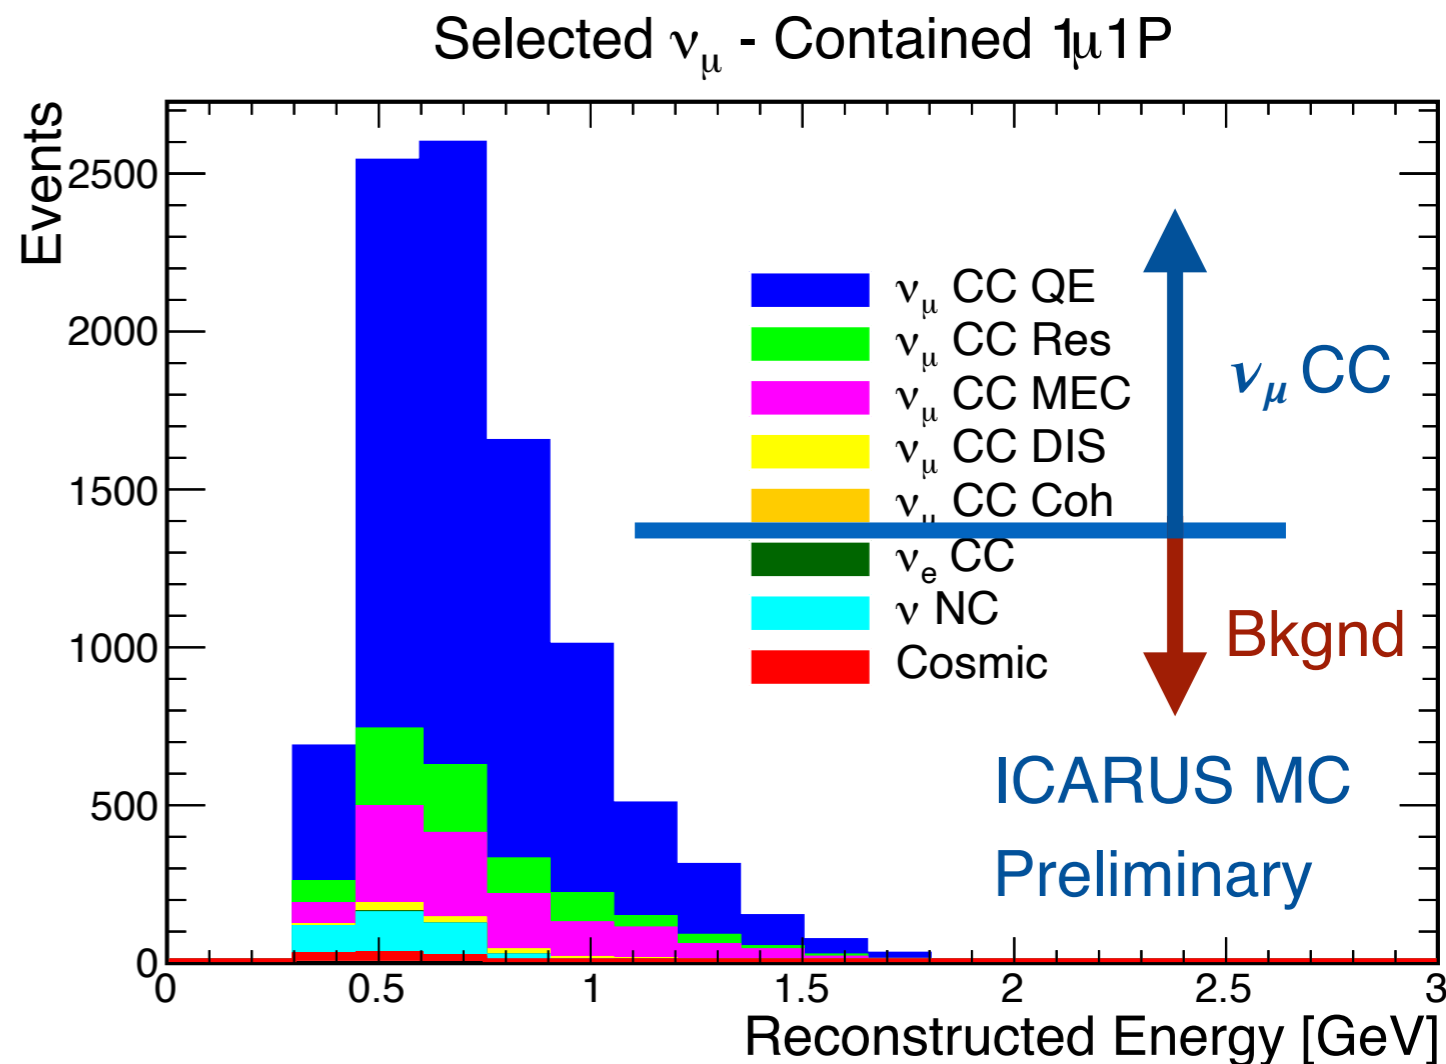 Selected νμ - Contained 1μ1P
Events
2500
2000
1500
1000
500
0
νμ CC QE
νμ CC Res
νμ CC MEC
νμ CC DIS
νμ CC Coh
νe CC
ν NC
Cosmic
νμ CC
Bkgnd
ICARUS MC
Preliminary
0 0.5 1 1.5 2 2.5 3
Reconstructed Energy [GeV]